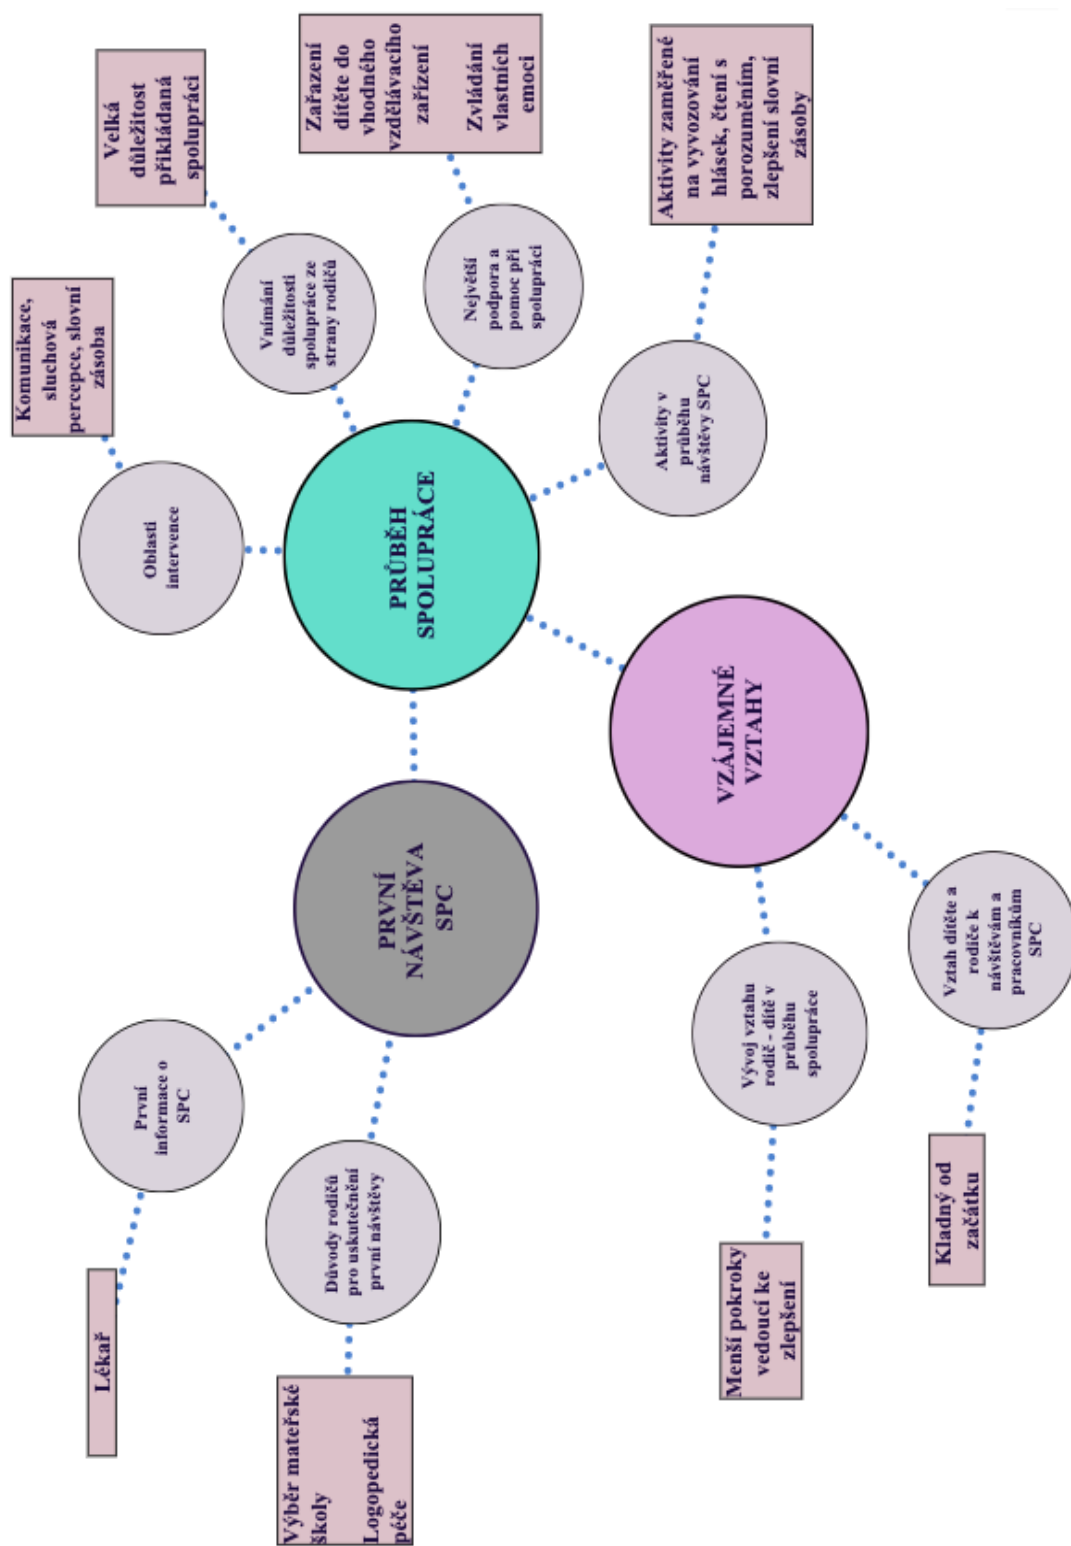 Lékař
První
informace o
SPC
Výběr mateřské
školy
Logopedická
péče
Důvody rodičů
pro uskutečnění
první návštěvy
PRVNÍ
NÁVŠTĚVA
SPC
Komunikace,
sluchová
percepce, slovní
zásoba
Oblasti
intervence
Velká
důležitost
přikládaná
spolupráci
Vnímání
důležitosti
spolupráce ze
strany rodičů
Zařazení
dítěte do
vhodného
vzdělávacího
zařízení
Zvládání
vlastních
emoci
Největší
podpora a
pomoc při
spolupráci
PRŮBĚH
SPOLUPRÁCE
Aktivity v
průběhu
návštěvy SPC
Aktivity zaměřené
na vyvozování
hlásek, čtení s
porozuměním,
zlepšení slovní
zásoby
VZÁJEMNÉ
VZTAHY
Vývoj vztahu
rodič - dítě v
průběhu
spolupráce
Menší pokroky
vedoucí ke
zlepšení
Vztah dítěte a
rodiče k
návštěvám a
pracovníkům
SPC
Kladný od
začátku